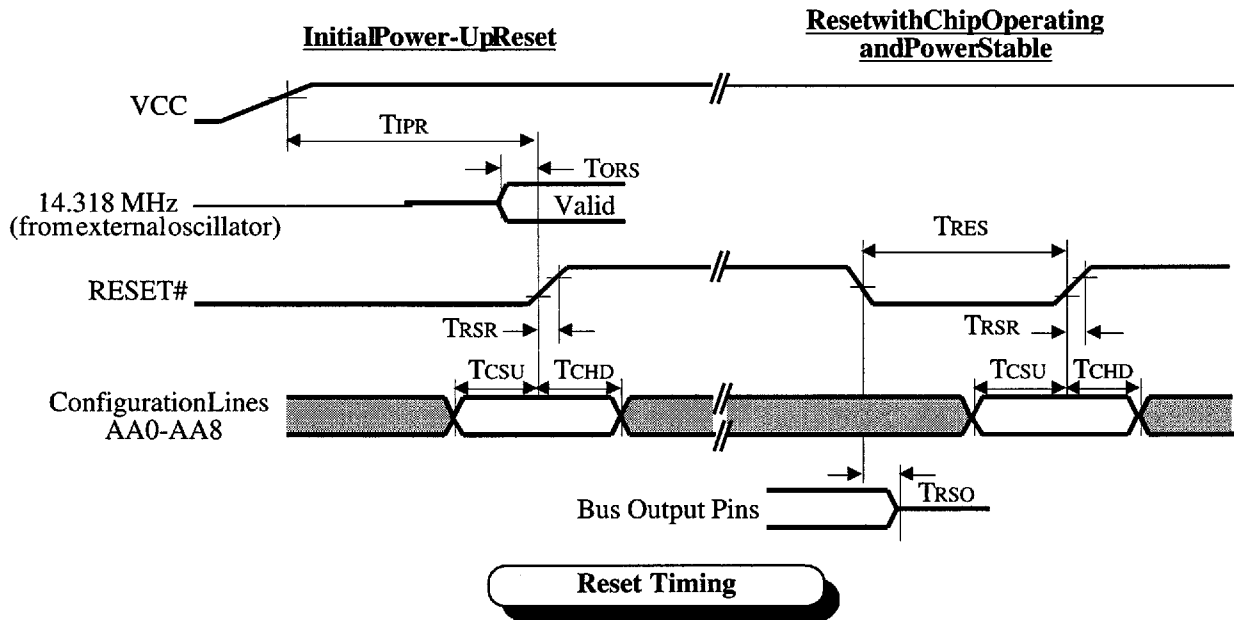 InitialPower-UpReset
ResetwithChipOperating
andPowerStable
VCC
TIPR
TORS
14.318 MHz
(fromexternaloscillator)
Valid
TRES
RESET#
TRSR
TRSR
TCSU
TCHD
TCSU
TCHD
ConfigurationLines
AA0-AA8
Bus Output Pins
TRSO
Reset Timing